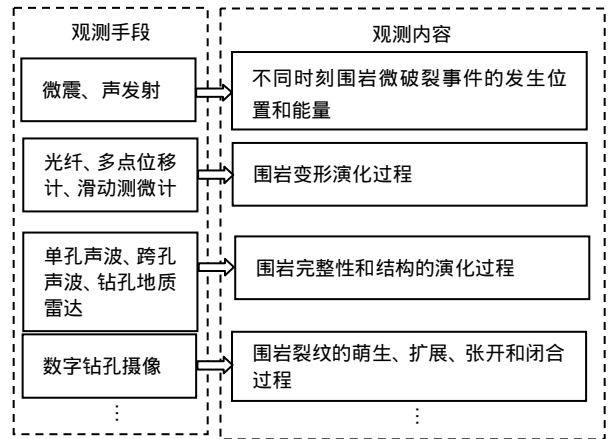 观测手段
观测内容
微震、声发射
不同时刻围岩微破裂事件的发生位
置和能量
光纤、多点位移
计、滑动测微计
围岩变形演化过程
单孔声波、跨孔
声波、钻孔地质
雷达
围岩完整性和结构的演化过程
数字钻孔摄像
围岩裂纹的萌生、扩展、张开和闭合
过程
⋮
⋮